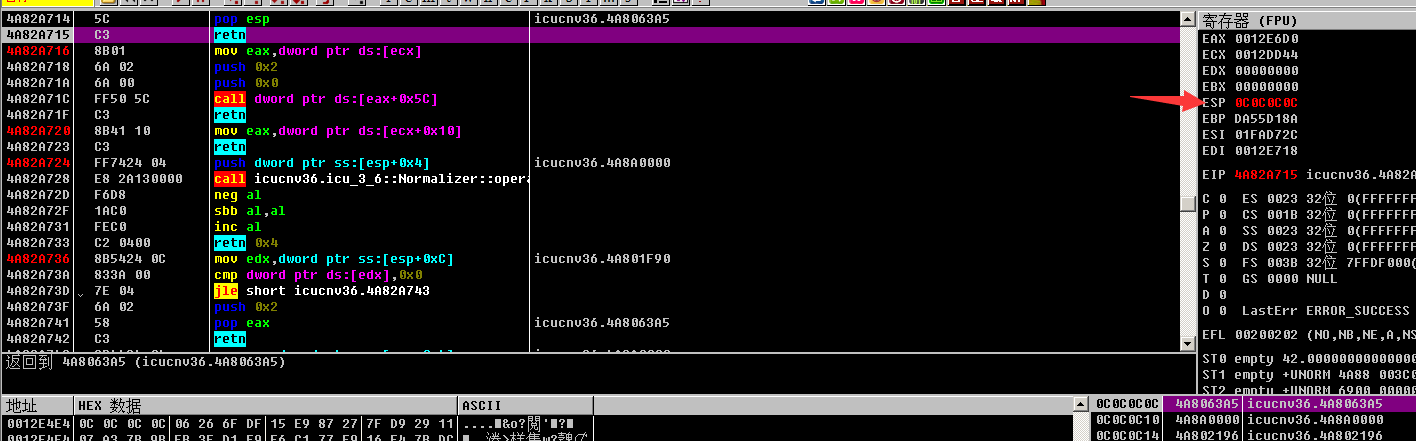 4A82A714 5C pop esp icucnv36.4A8063A5
4A82A715 C3 retn
4A82A716 8B01 mov eax,dword ptr ds:[ecx]
4A82A718 6A 02 push 0x2
4A82A71A 6A 00 push 0x0
4A82A71C FF50 5C call dword ptr ds:[eax+0x5C]
4A82A71F C3 retn
4A82A720 8B41 10 mov eax,dword ptr ds:[ecx+0x10]
4A82A723 C3 retn
4A82A724 FF7424 04 push dword ptr ss:[esp+0x4] icucnv36.4A8A0000
4A82A728 E8 2A130000 call icucnv36.icu_3_6::Normalizer::oper
4A82A72D F6D8 neg al
4A82A72F 1AC0 sbb al,al
4A82A731 FEC0 inc al
4A82A733 C2 0400 retn 0x4
4A82A736 8B5424 0C mov edx,dword ptr ss:[esp+0xC] icucnv36.4A801F90
4A82A73A 833A 00 cmp dword ptr ds:[edx],0x0
4A82A73D 7E 04 jle short icucnv36.4A82A743
4A82A73F 6A 02 push 0x2
4A82A741 58 pop eax icucnv36.4A8063A5
4A82A742 C3 retn
返回到 4A8063A5 (icucnv36.4A8063A5)
寄存器 (FPU)
EAX 0012E6D0
ECX 0012DD44
EDX 00000000
EBX 00000000
ESP 0C0C0C0C
EBP DA55D18A
ESI 01FAD72C
EDI 0012E718
EIP 4A82A715 icucnv36.4A82A
C 0 ES 0023 32位 0(FFFFFFF
P 0 CS 001B 32位 0(FFFFFFF
A 0 SS 0023 32位 0(FFFFFFF
Z 0 DS 0023 32位 0(FFFFFFF
S 0 FS 003B 32位 7FFDF000(
T 0 GS 0000 NULL
D 0
O 0 LastErr ERROR_SUCCESS
EFL 00200202 (NO,NB,NE,A,NS
ST0 empty 42.00000000000000
ST1 empty +UNORM 4A88 003C0
ST2 empty +UNORM 6900 00000
地址 HEX 数据 ASCII
0012E4E4 0C 0C 0C 0C 06 26 6F DF 15 E9 87 27 7F D9 29 11
0C0C0C0C 4A8063A5 icucnv36.4A8063A5
0C0C0C10 4A8A0000 icucnv36.4A8A0000
0C0C0C14 4A802196 icucnv36.4A802196